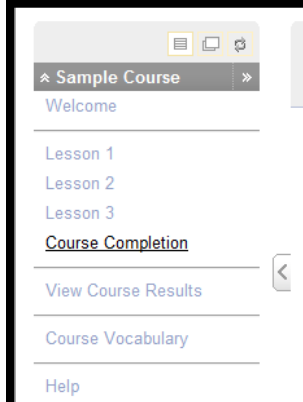 Sample Course
Welcome
Lesson 1
Lesson 2
Lesson 3
Course Completion
View Course Results
Course Vocabulary
Help